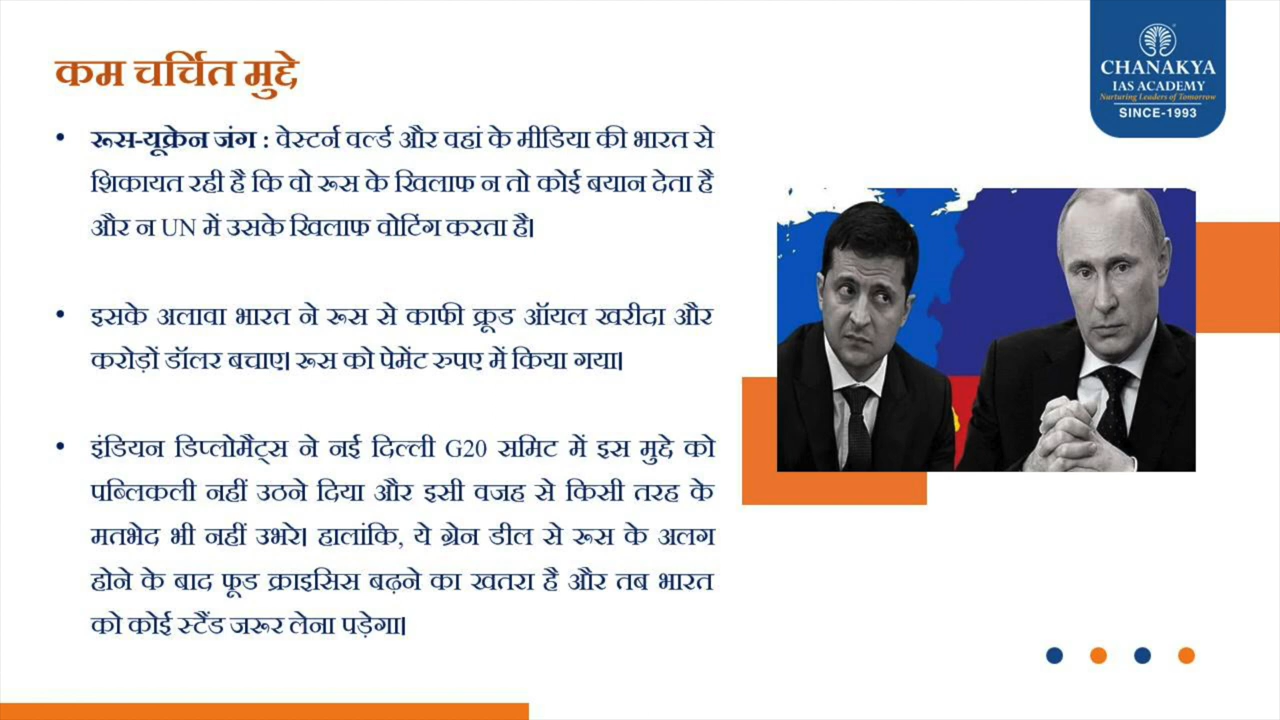 कम चर्चित मुद्दे
CHANAKYA
IAS ACADEMY
Nurturing Leaders of Tomorrow
SINCE-1993
• रूस-यूक्रेन जंग : वेस्टर्न वर्ल्ड और वहां के मीडिया की भारत से
शिकायत रही है कि वो रूस के खिलाफ न तो कोई बयान देता है
और न UN में उसके खिलाफ वोटिंग करता है।
• इसके अलावा भारत ने रूस से काफी क्रूड ऑयल खरीदा और
करोड़ों डॉलर बचाए। रूस को पेमेंट रुपए में किया गया।
• इंडियन डिप्लोमैट्स ने नई दिल्ली G20 समिट में इस मुद्दे को
पब्लिकली नहीं उठने दिया और इसी वजह से किसी तरह के
मतभेद भी नहीं उभरे। हालांकि, ये ग्रेन डील से रूस के अलग
होने के बाद फूड क्राइसिस बढ़ने का खतरा है और तब भारत
को कोई स्टैंड जरूर लेना पड़ेगा।